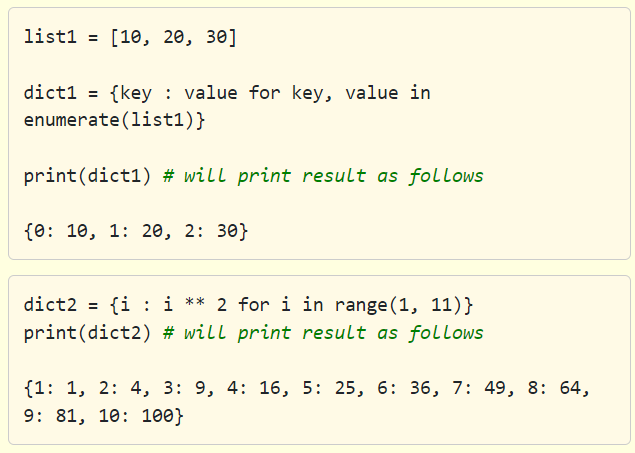 list1 = [10, 20, 30]
dict1 = {key : value for key, value in
enumerate(list1)}
print(dict1) # will print result as follows
{0: 10, 1: 20, 2: 30}
dict2 = {i : i ** 2 for i in range(1, 11)}
print(dict2) # will print result as follows
{1: 1, 2: 4, 3: 9, 4: 16, 5: 25, 6: 36, 7: 49, 8: 64,
9: 81, 10: 100}